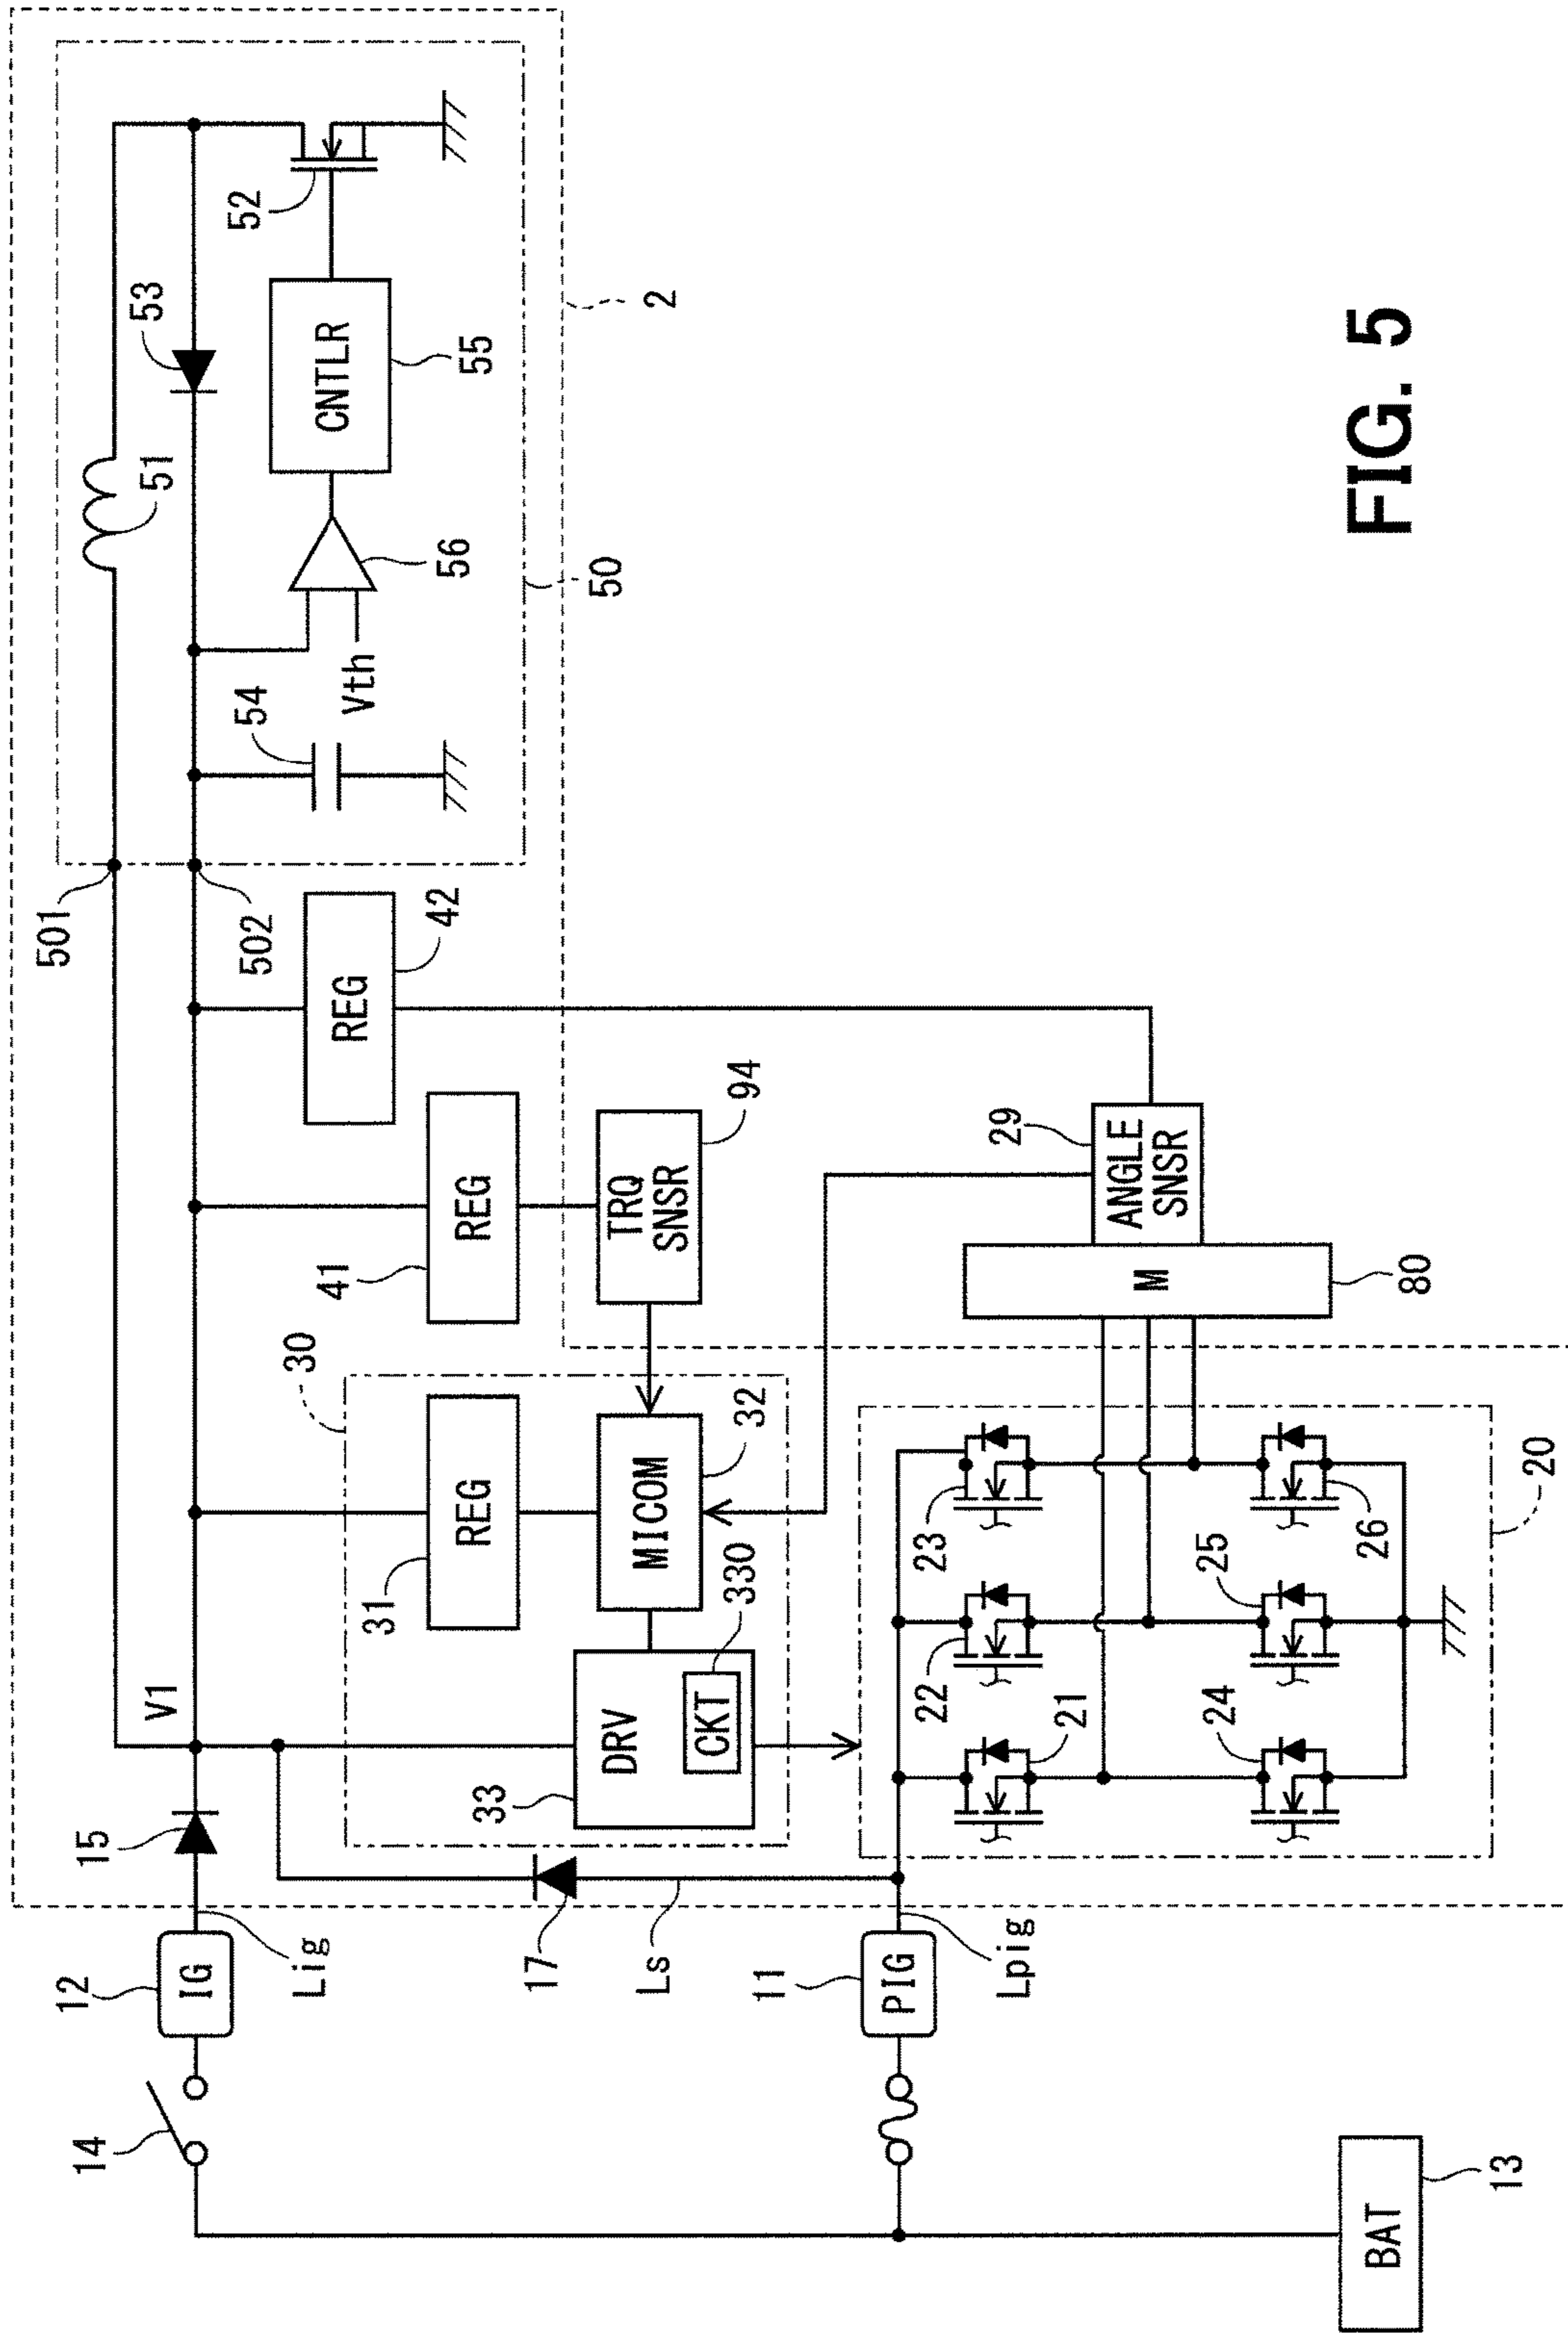 501
51
53
52
CNTLR
55
56
Vth
54
50
2
502
REG
42
V1
15
12
IG
Lig
14
30
41
REG
TRQ
SNSR
94
31
REG
MICOM
32
33
DRV
CKT
330
17
Ls
29
ANGLE
SNSR
M
80
11
PIG
Lpig
21
22
23
24
25
26
20
BAT
13
FIG. 5